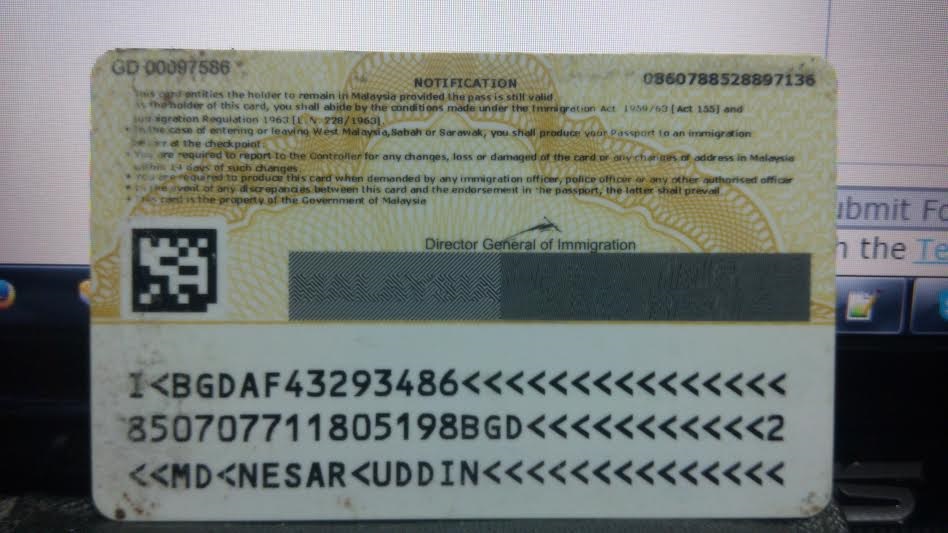 GD 00097586
0860788528897136
NOTIFICATION
This card entitles the holder to remain in Malaysia provided the pass is still valid
As the holder of this card, you shall abide by the conditions made under the Immigration Act 1959/63 [Act 155] and
Immigration Regulation 1963 [L. N. 228/1963].
• In the case of entering or leaving West Malaysia,Sabah or Sarawak, you shall produce your Passport to an immigration
officer at the checkpoint.
• You are required to report to the Controller for any changes, loss or damaged of the card or any changes of address in Malaysia
within 14 days of such changes.
• You are required to produce this card when demanded by any immigration officer, police officer or any other authorised officer
• In the event of any discrepancies between this card and the endorsement in the passport, the latter shall prevail
• This card is the property of the Government of Malaysia
Director General of Immigration
MALAYSIA
I<BGDAF43293486<<<<<<<<<<<<<<<
850707711805198BGD<<<<<<<<<<<2
<<MD<NESAR<UDDIN<<<<<<<<<<<<<<
ubmit Fo
the